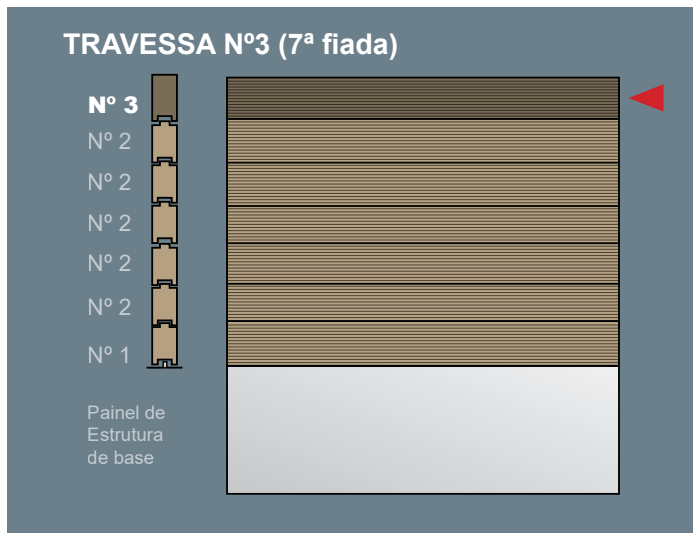 TRAVESSA Nº3 (7ª fiada)
Nº 3
Nº 2
Nº 2
Nº 2
Nº 2
Nº 2
Nº 1
Painel de
Estrutura
de base